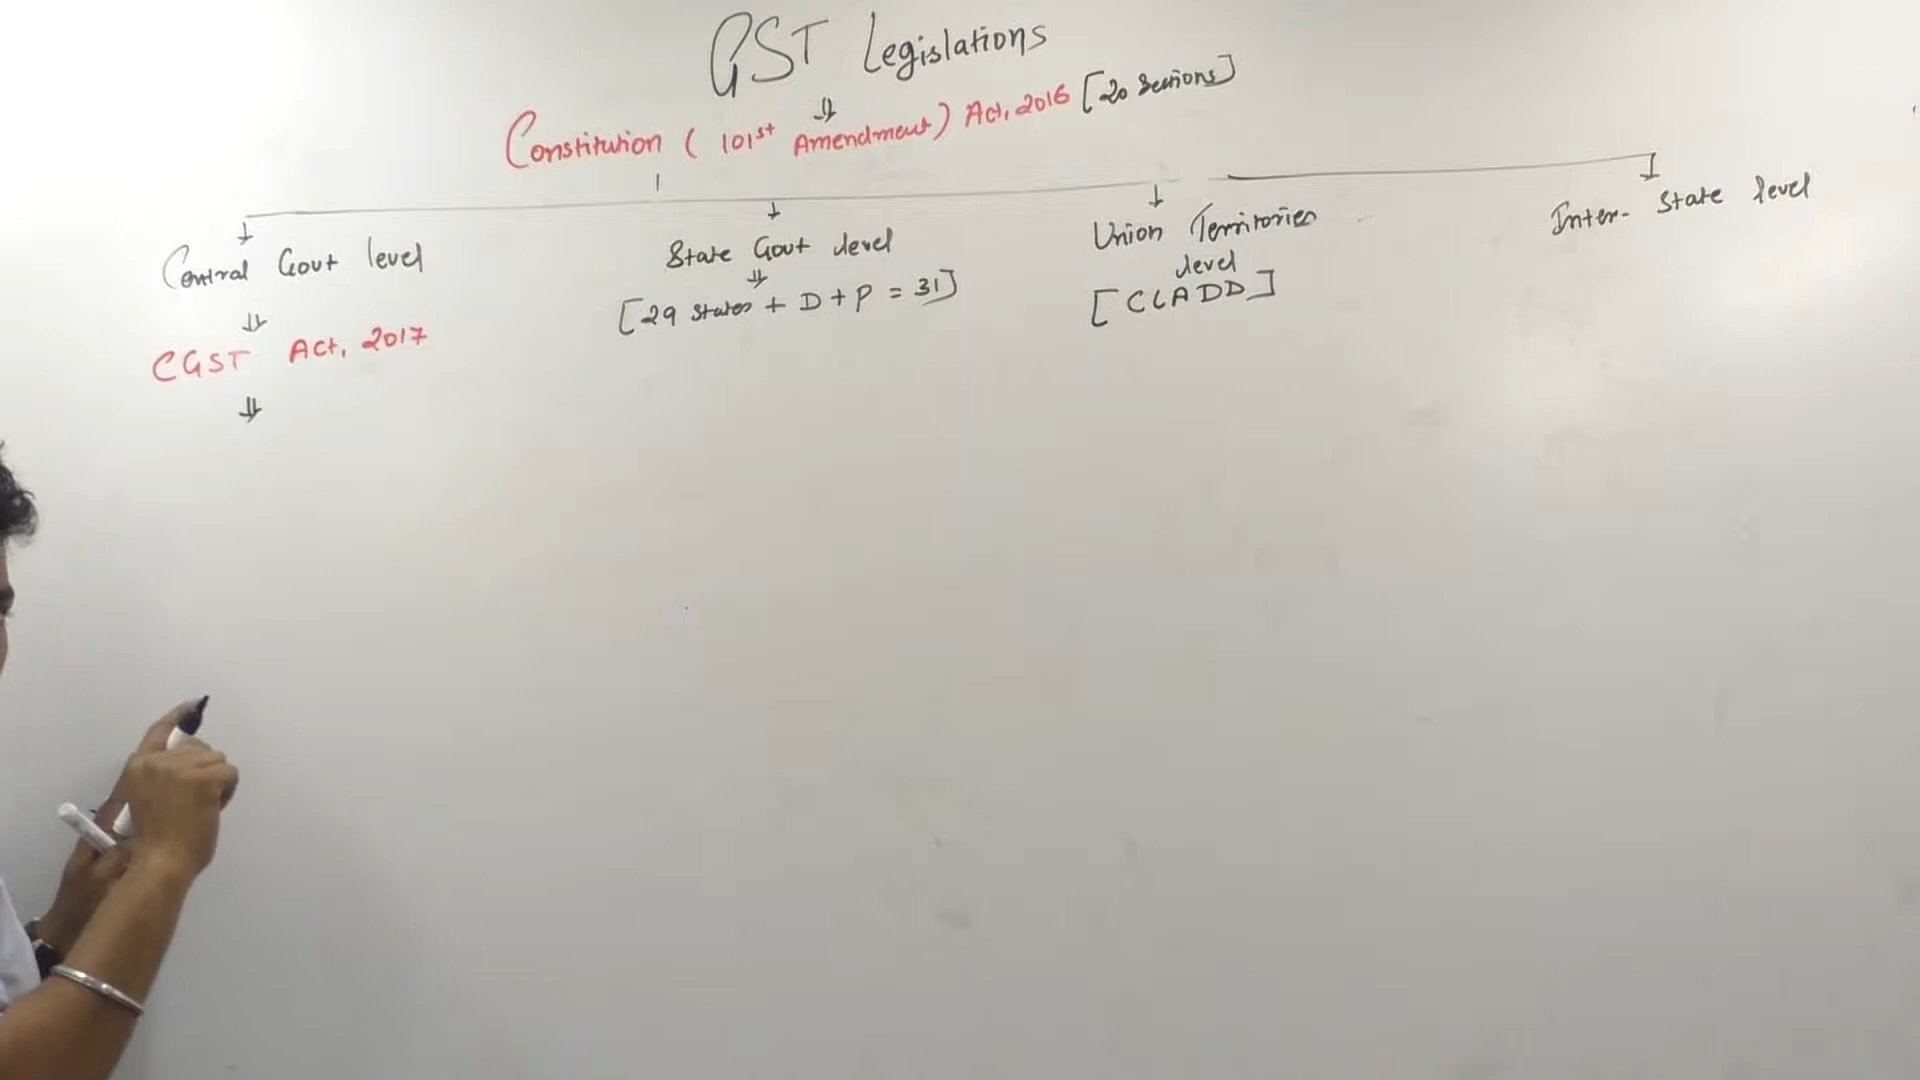 GST Legislations
Constitution (101st Amendment) Act, 2016 [20 Sections]
Central Govt level
State Govt level
Union Territories level
Inter-State level
[29 States + D + P = 31]
[CLADD]
CGST Act, 2017